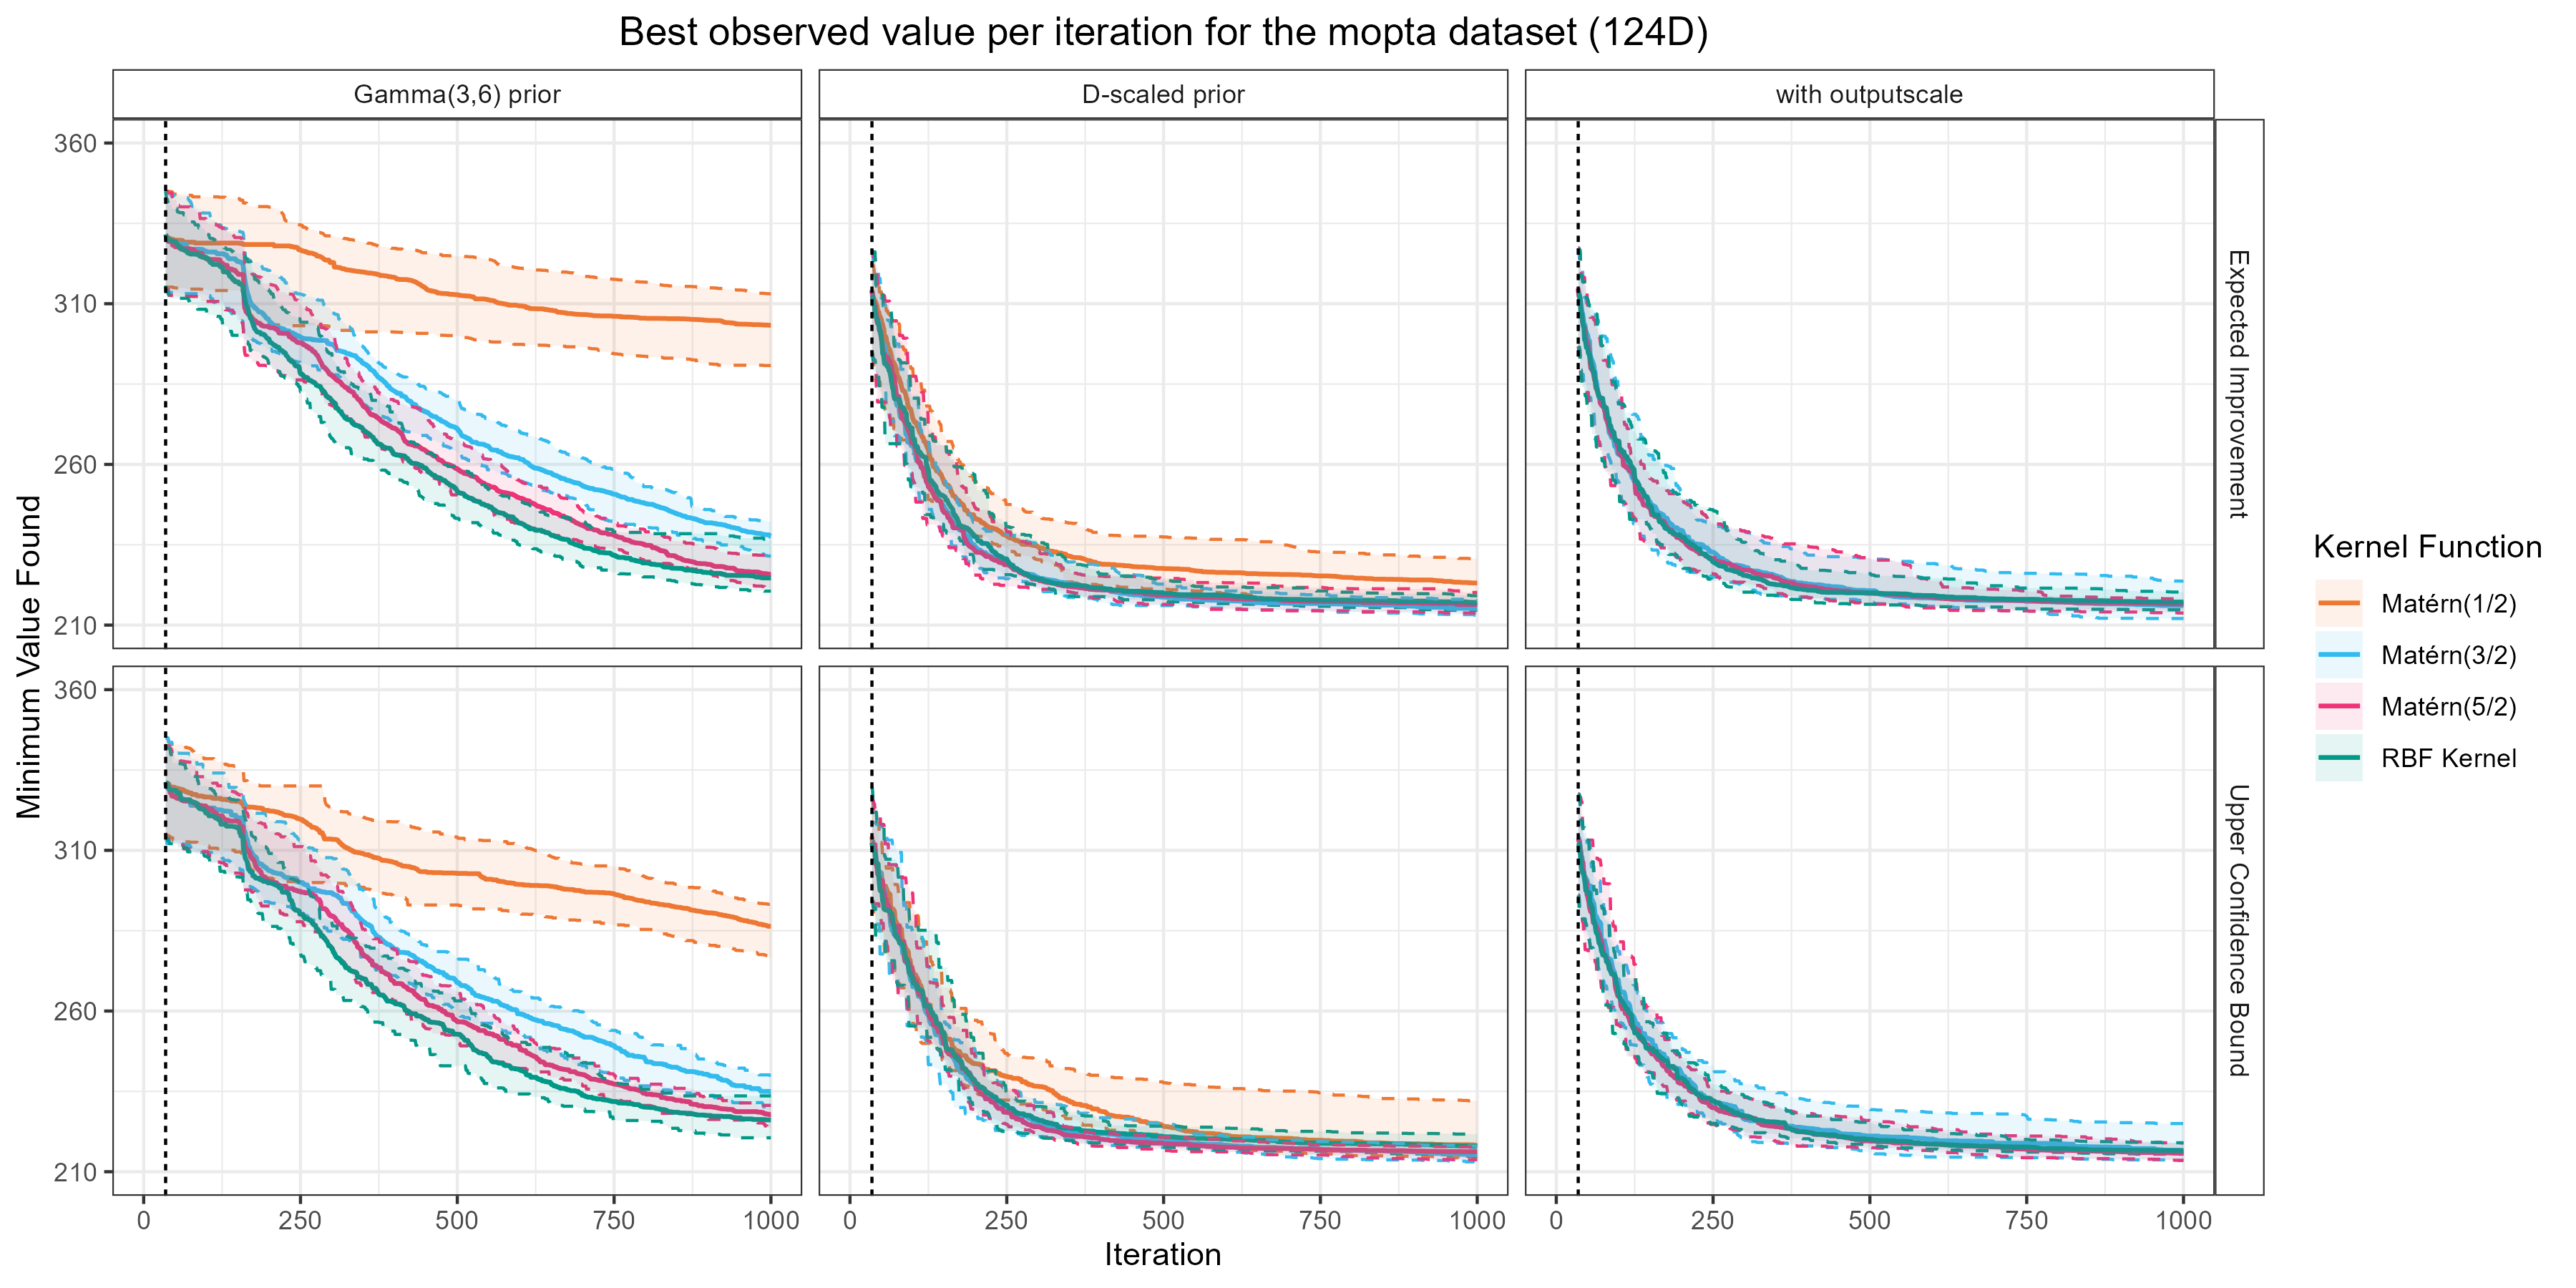 Best observed value per iteration for the mopta dataset (124D)
Gamma(3,6) prior
D-scaled prior
with outputscale
360
310
260
210
360
310
260
210
Minimum Value Found
Expected Improvement
Upper Confidence Bound
0 250 500 750 1000
0 250 500 750 1000
0 250 500 750 1000
Iteration
Kernel Function
Matérn(1/2)
Matérn(3/2)
Matérn(5/2)
RBF Kernel